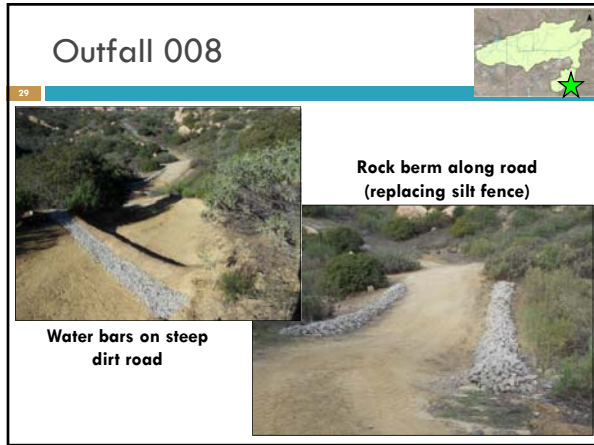 Outfall 008
29
Rock berm along road
(replacing silt fence)
Water bars on steep
dirt road